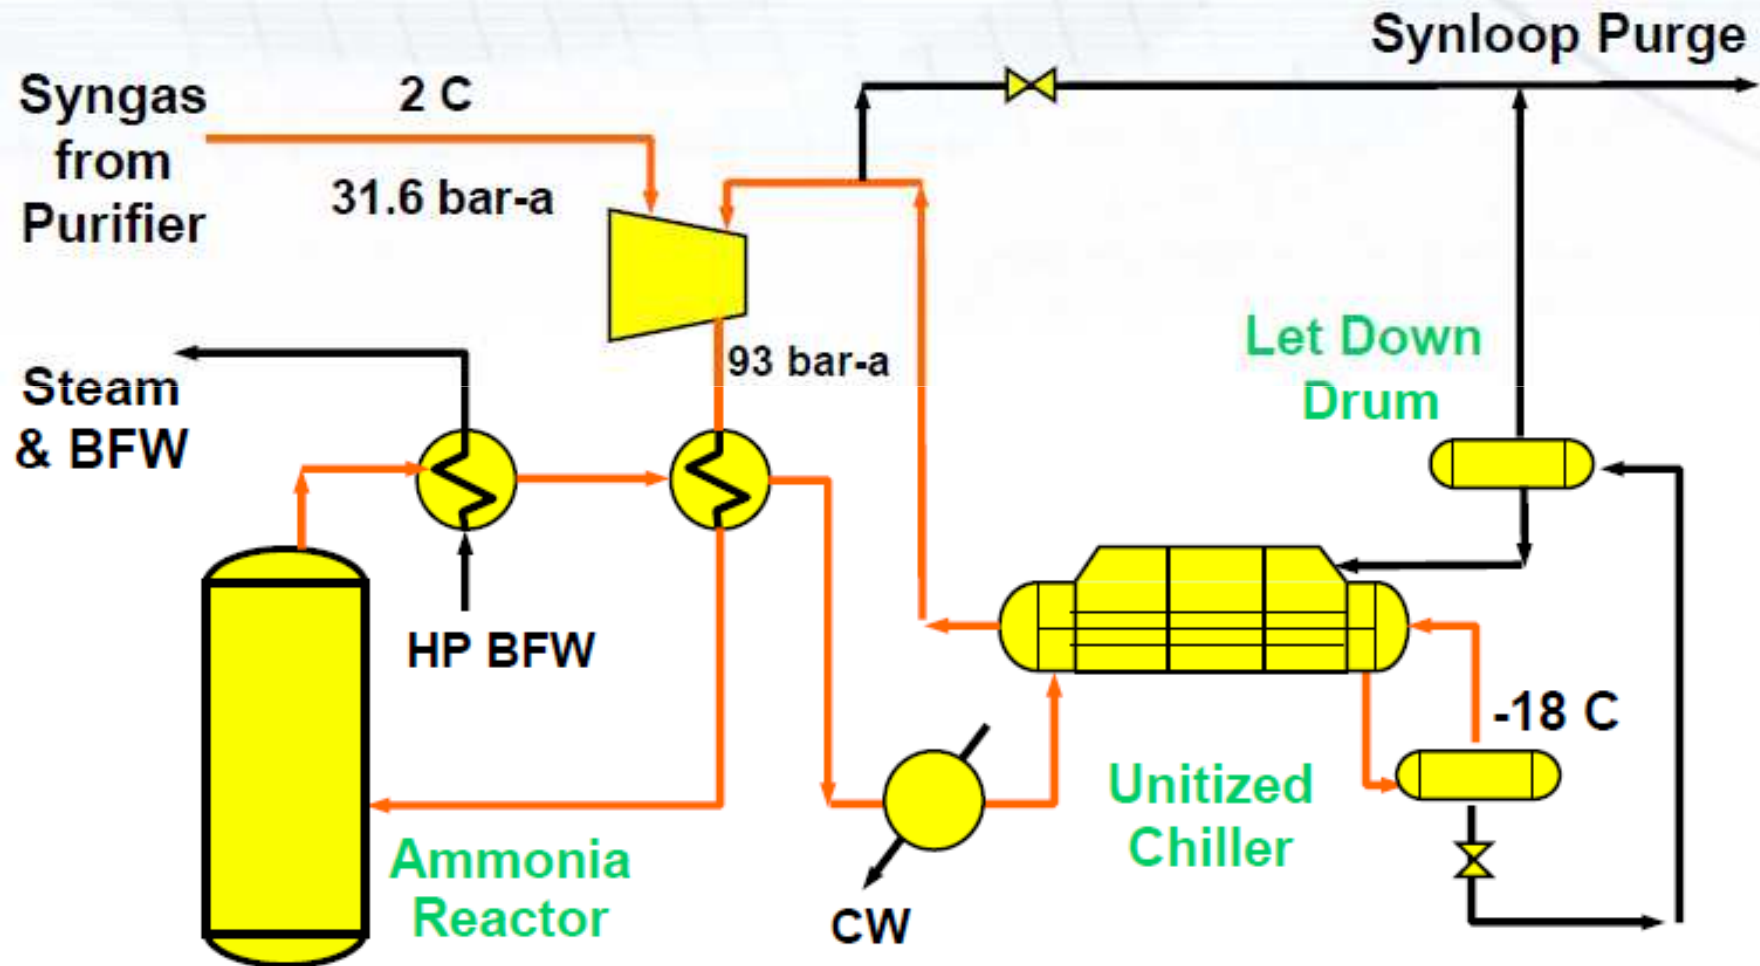 Synloop Purge
Syngas
from
Purifier
2 C
31.6 bar-a
93 bar-a
Let Down
Drum
Steam
& BFW
HP BFW
-18 C
Unitized
Chiller
Ammonia
Reactor
CW